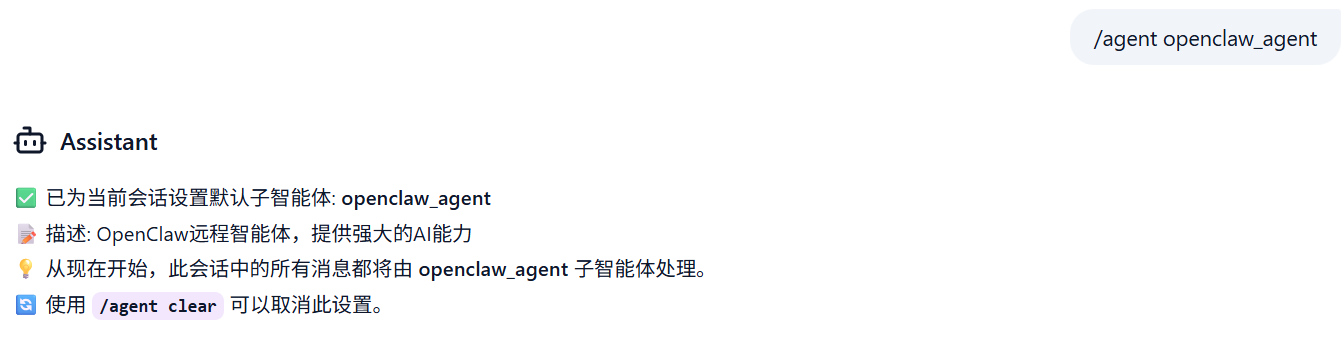 /agent openclaw_agent
Assistant
✅ 已为当前会话设置默认子智能体: openclaw_agent
📝 描述: OpenClaw远程智能体，提供强大的AI能力
💡 从现在开始，此会话中的所有消息都将由 openclaw_agent 子智能体处理。
🔄 使用 /agent clear 可以取消此设置。